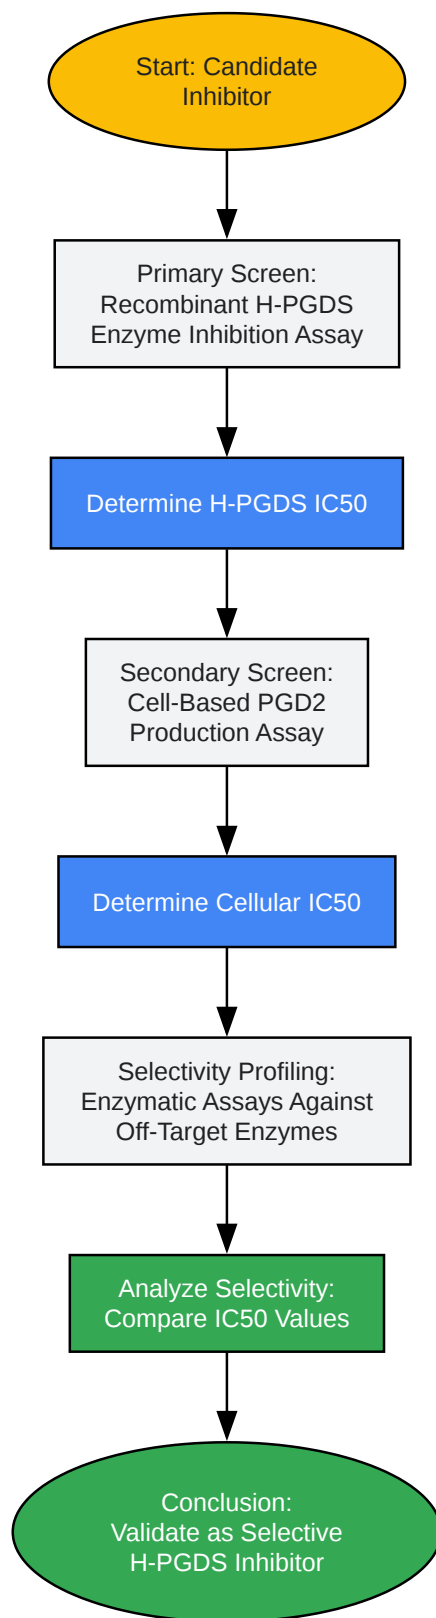 Start: Candidate
Inhibitor
Primary Screen:
Recombinant H-PGDS
Enzyme Inhibition Assay
Determine H-PGDS IC50
Secondary Screen:
Cell-Based PGD2
Production Assay
Determine Cellular IC50
Selectivity Profiling:
Enzymatic Assays Against
Off-Target Enzymes
Analyze Selectivity:
Compare IC50 Values
Conclusion:
Validate as Selective
H-PGDS Inhibitor